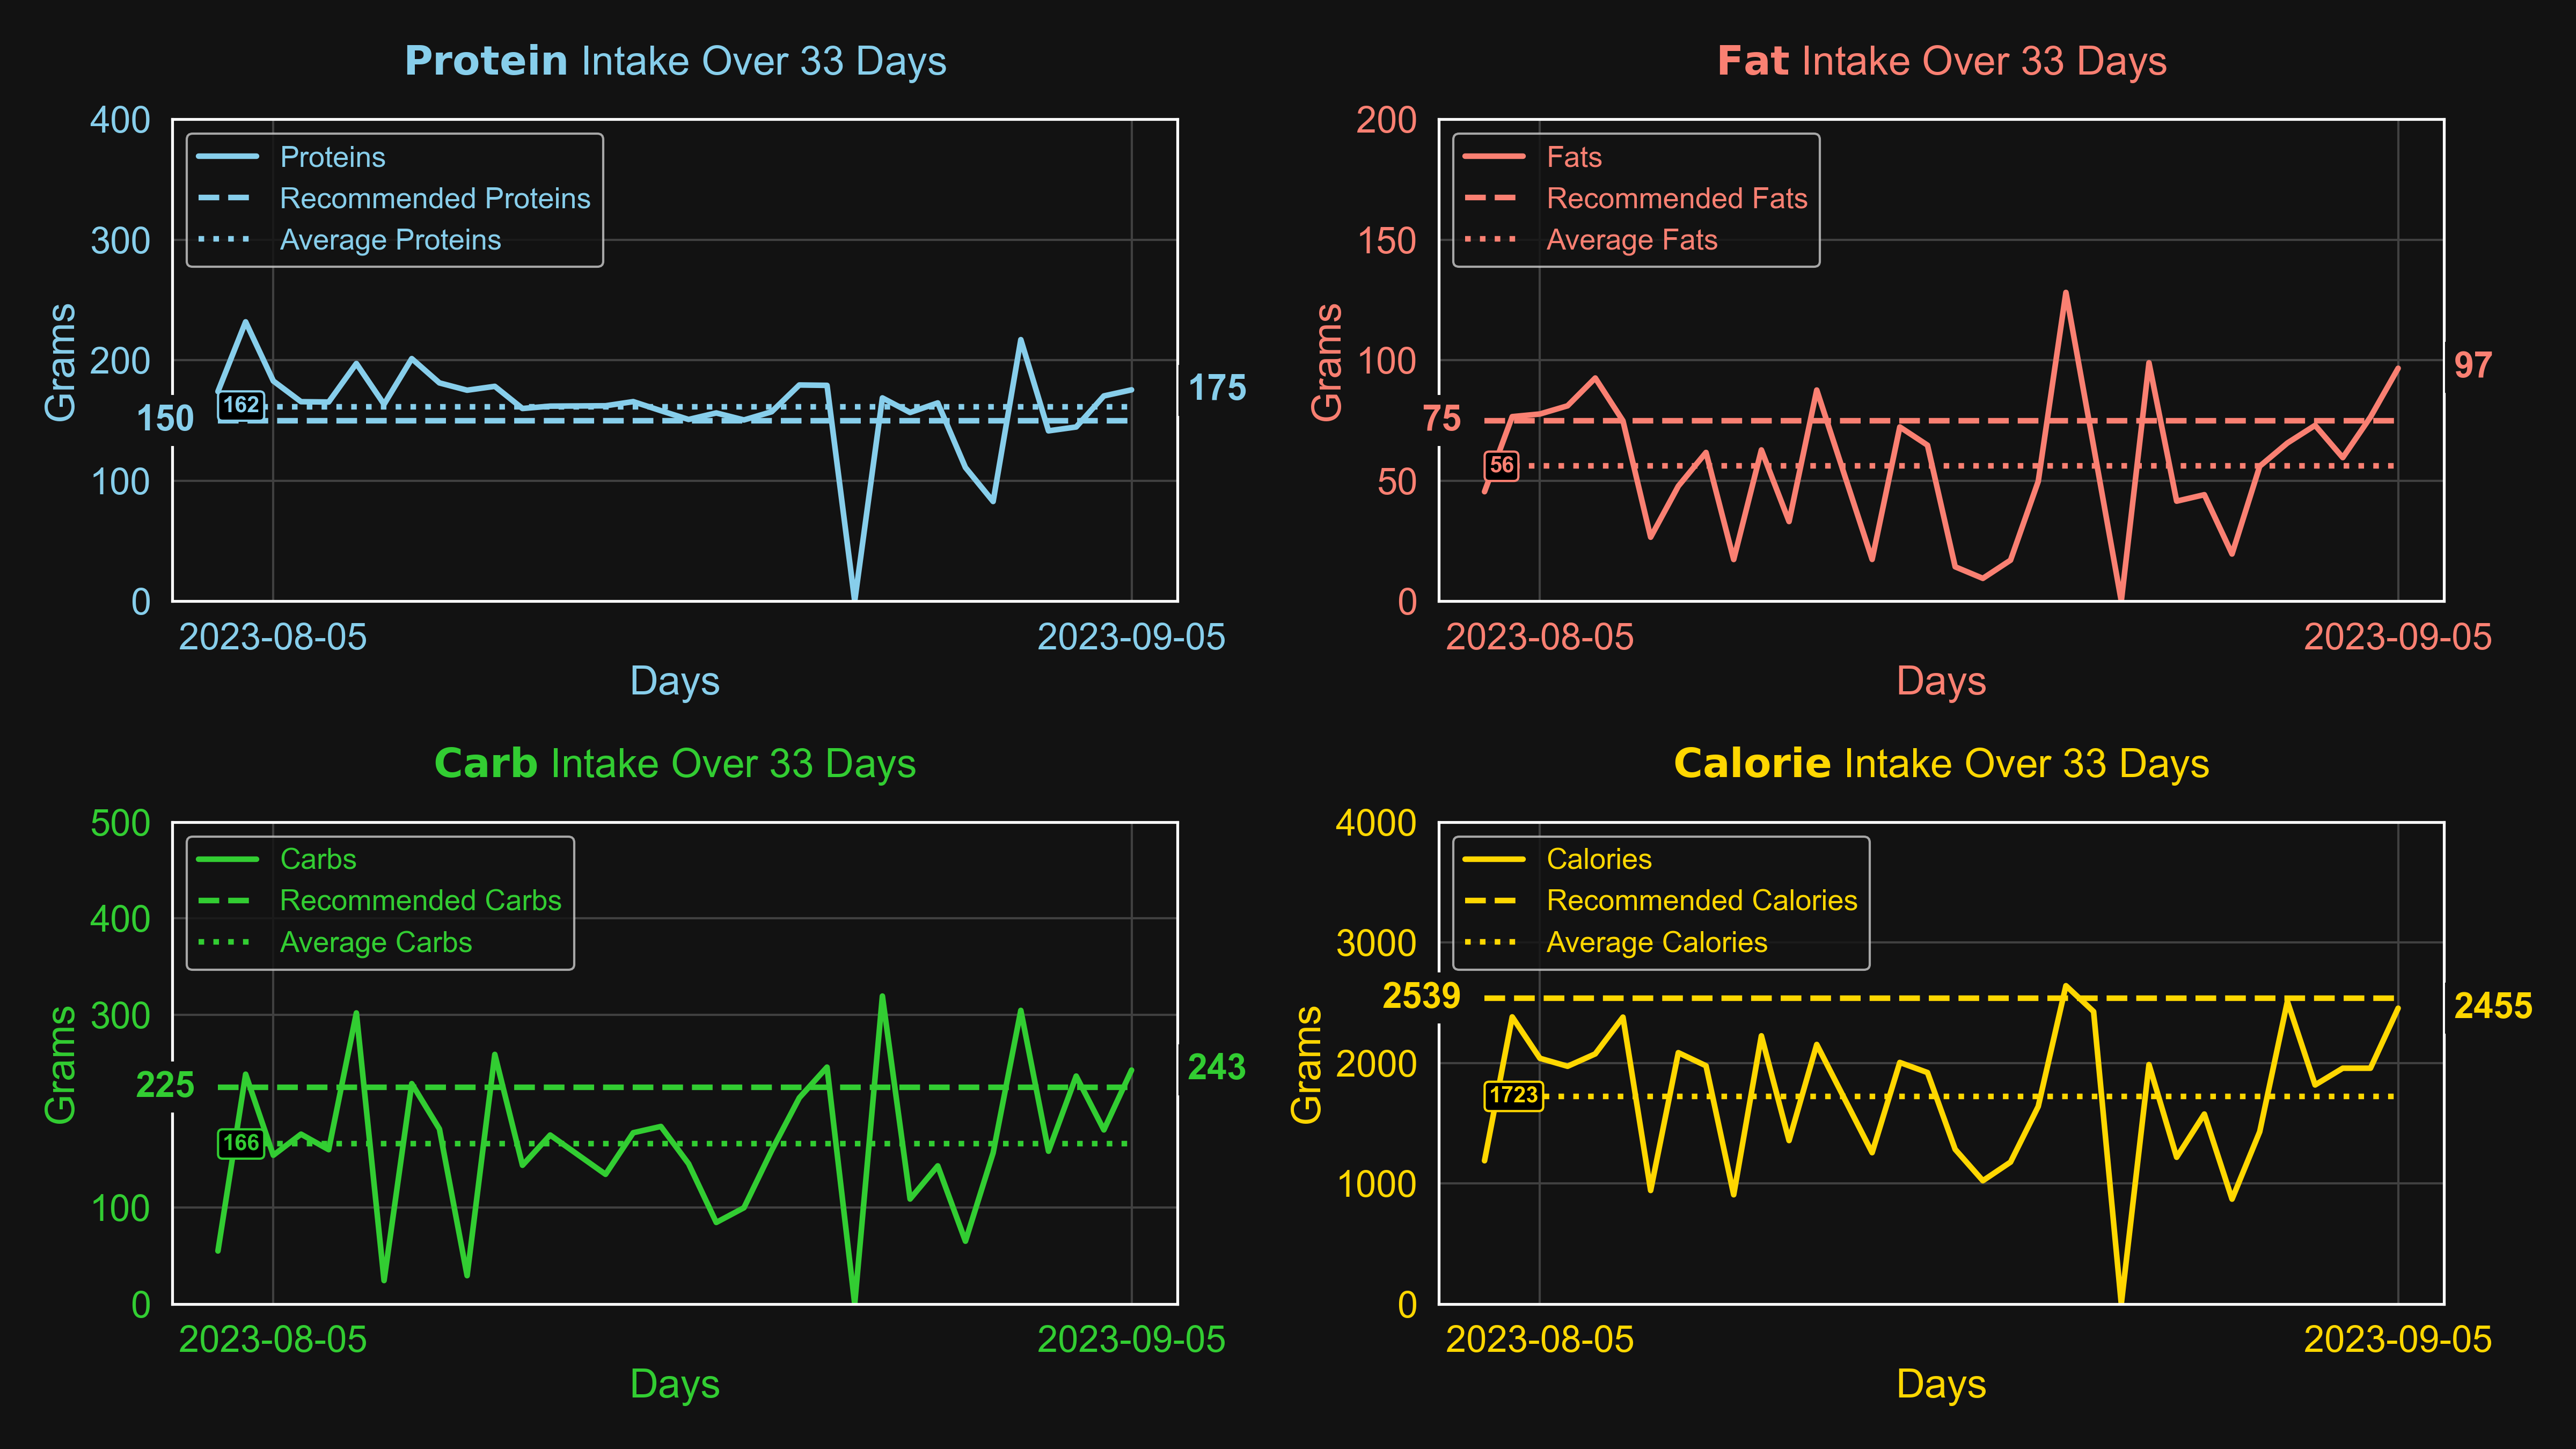 Protein Intake Over 33 Days
400
300
200
100
0
150
162
175
Proteins
Recommended Proteins
Average Proteins
Grams
2023-08-05
2023-09-05
Days
Fat Intake Over 33 Days
200
150
100
50
0
75
56
97
Fats
Recommended Fats
Average Fats
Grams
2023-08-05
2023-09-05
Days
Carb Intake Over 33 Days
500
400
300
100
0
225
166
243
Carbs
Recommended Carbs
Average Carbs
Grams
2023-08-05
2023-09-05
Days
Calorie Intake Over 33 Days
4000
3000
2000
1000
0
2539
1723
2455
Calories
Recommended Calories
Average Calories
Grams
2023-08-05
2023-09-05
Days